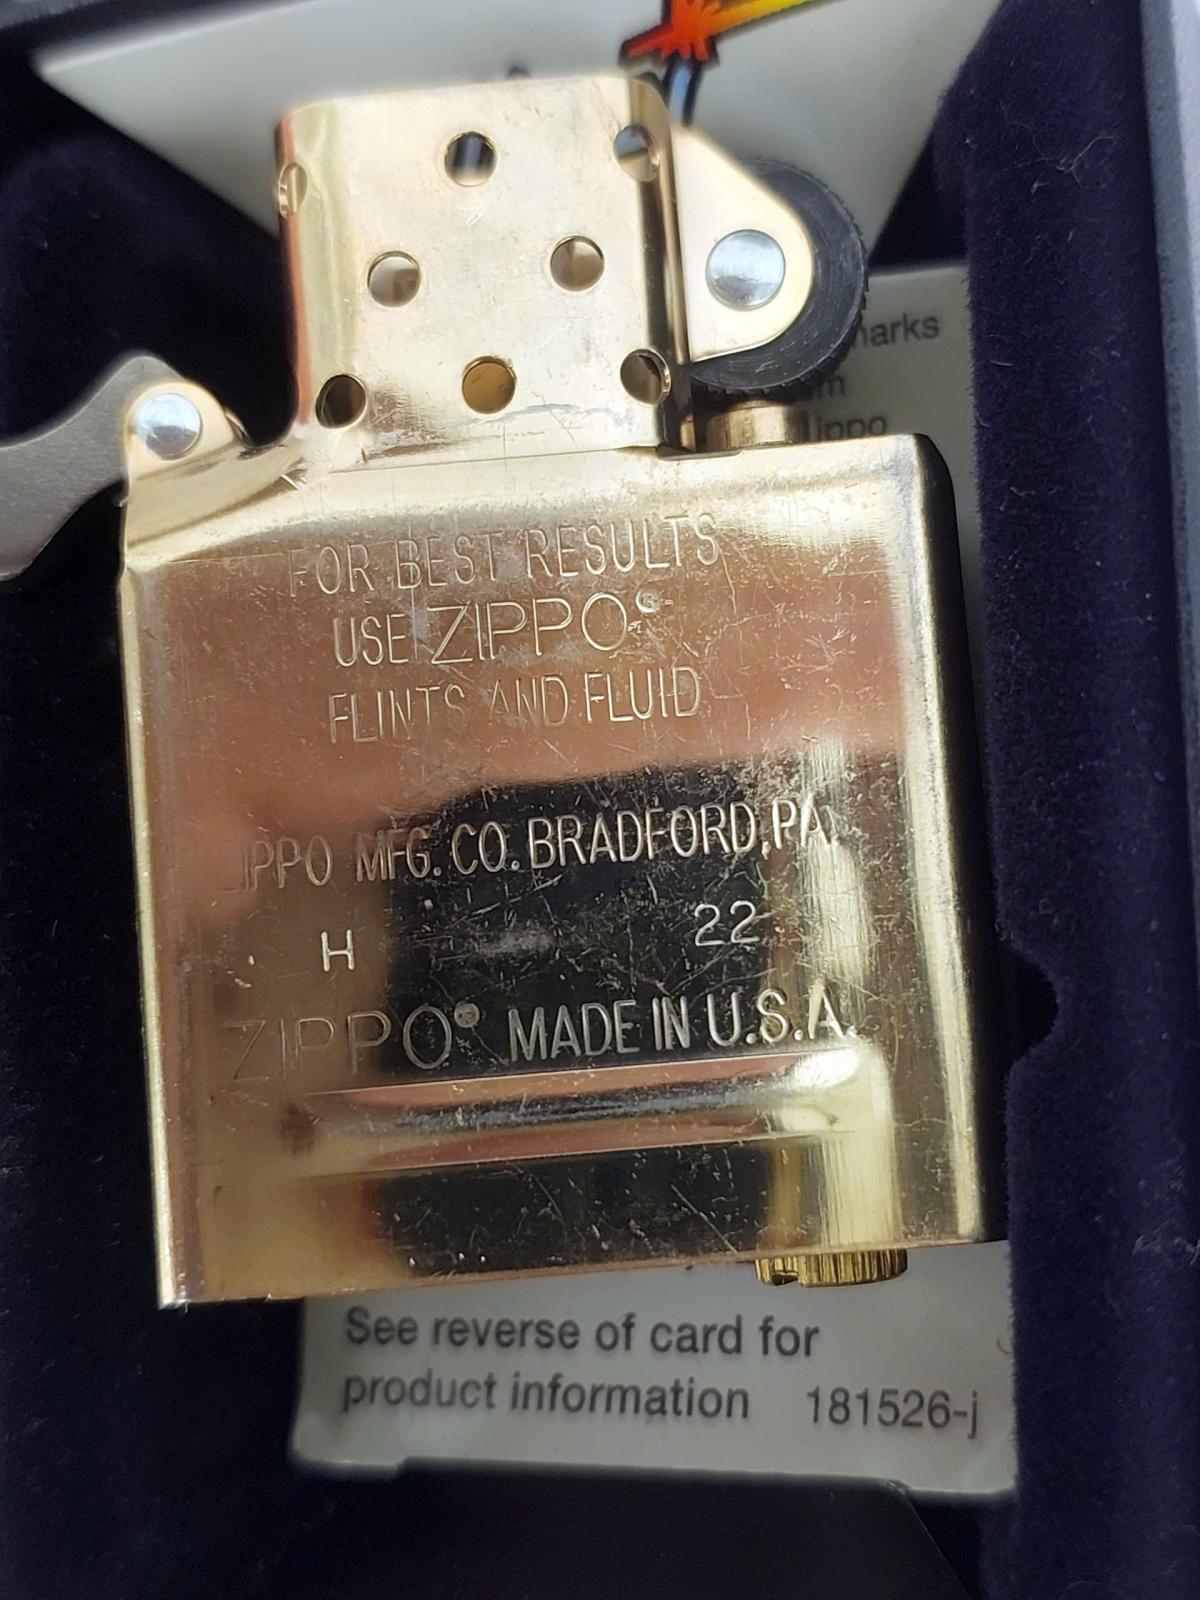 FOR BEST RESULTS
USE ZIPPO®
FLINTS AND FLUID
ZIPPO MFG. CO. BRADFORD, PA.
H 22
ZIPPO® MADE IN U.S.A.
See reverse of card for
product information 181526-j